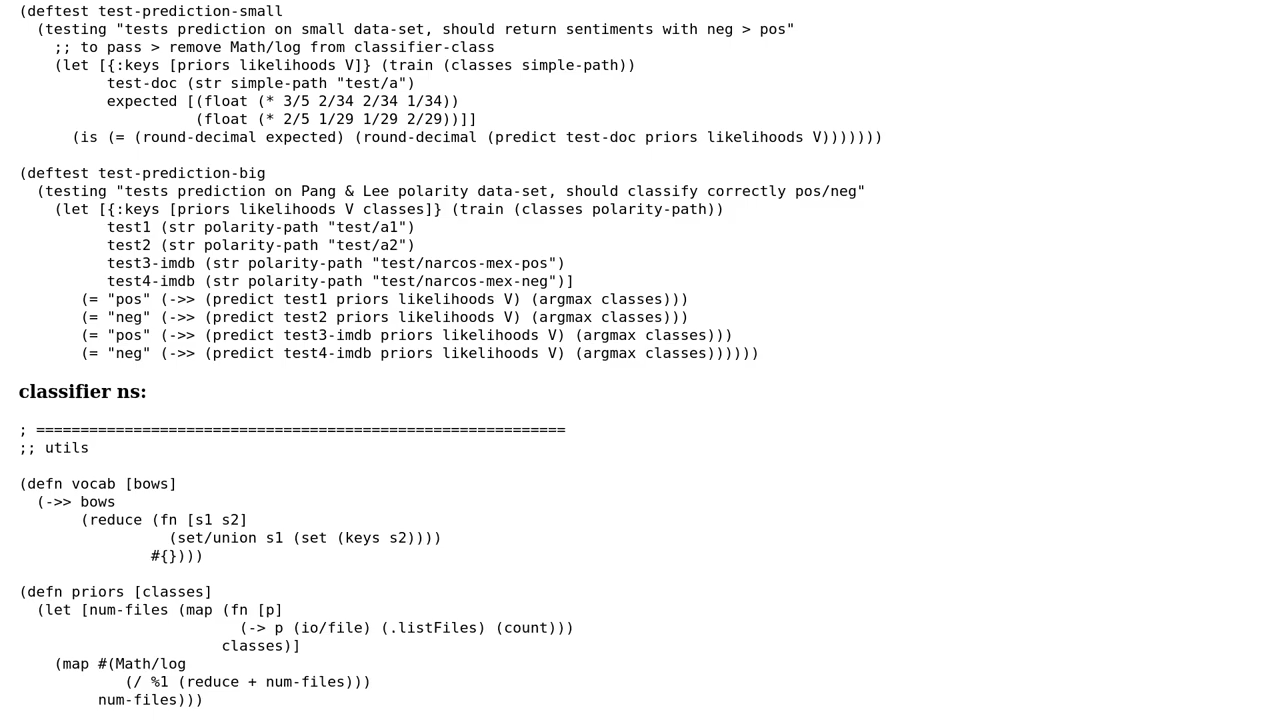 (deftest test-prediction-small
  (testing "tests prediction on small data-set, should return sentiments with neg > pos"
    ;; to pass > remove Math/log from classifier-class
    (let [{:keys [priors likelihoods V]} (train (classes simple-path))
          test-doc (str simple-path "test/a")
          expected [(float (* 3/5 2/34 2/34 1/34))
                    (float (* 2/5 1/29 1/29 2/29))]]
      (is (= (round-decimal expected) (round-decimal (predict test-doc priors likelihoods V)))))))

(deftest test-prediction-big
  (testing "tests prediction on Pang & Lee polarity data-set, should classify correctly pos/neg"
    (let [{:keys [priors likelihoods V classes]} (train (classes polarity-path))
          test1 (str polarity-path "test/a1")
          test2 (str polarity-path "test/a2")
          test3-imdb (str polarity-path "test/narcos-mex-pos")
          test4-imdb (str polarity-path "test/narcos-mex-neg")]
       (= "pos" (->> (predict test1 priors likelihoods V) (argmax classes)))
       (= "neg" (->> (predict test2 priors likelihoods V) (argmax classes)))
       (= "pos" (->> (predict test3-imdb priors likelihoods V) (argmax classes)))
       (= "neg" (->> (predict test4-imdb priors likelihoods V) (argmax classes))))))

classifier ns:

; ============================================================
;; utils

(defn vocab [bows]
  (->> bows
       (reduce (fn [s1 s2]
                 (set/union s1 (set (keys s2))))
               #{})))

(defn priors [classes]
  (let [num-files (map (fn [p]
                         (-> p (io/file) (.listFiles) (count)))
                       classes)]
    (map #(Math/log
            (/ %1 (reduce + num-files)))
         num-files)))